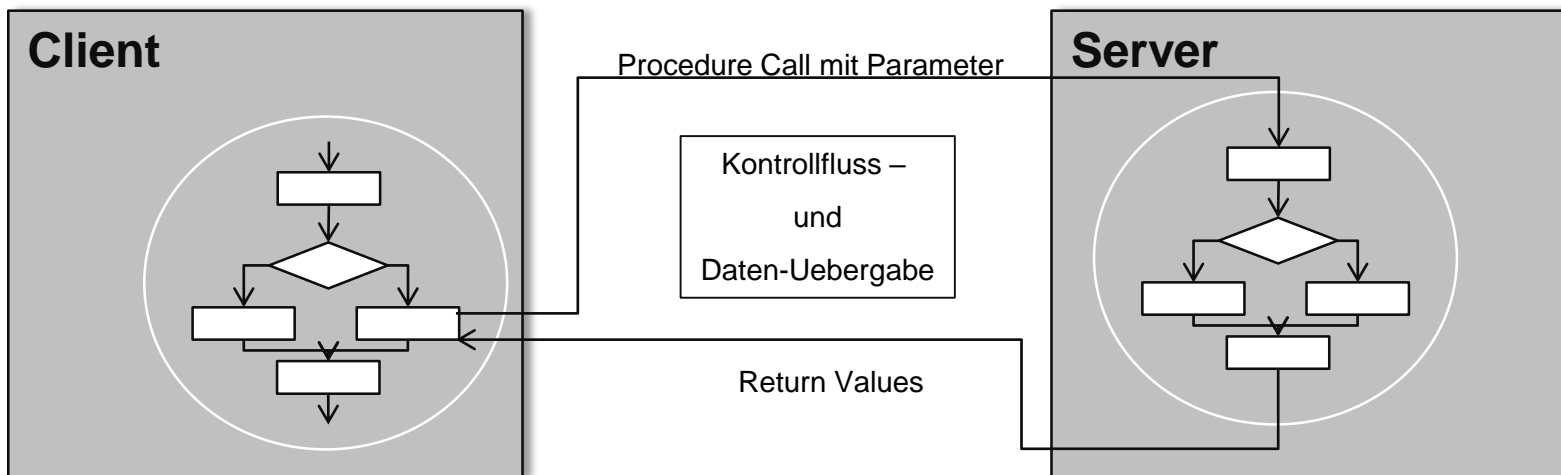 Client
Procedure Call mit Parameter
Server
Kontrollfluss –
und
Daten-Uebergabe
Return Values